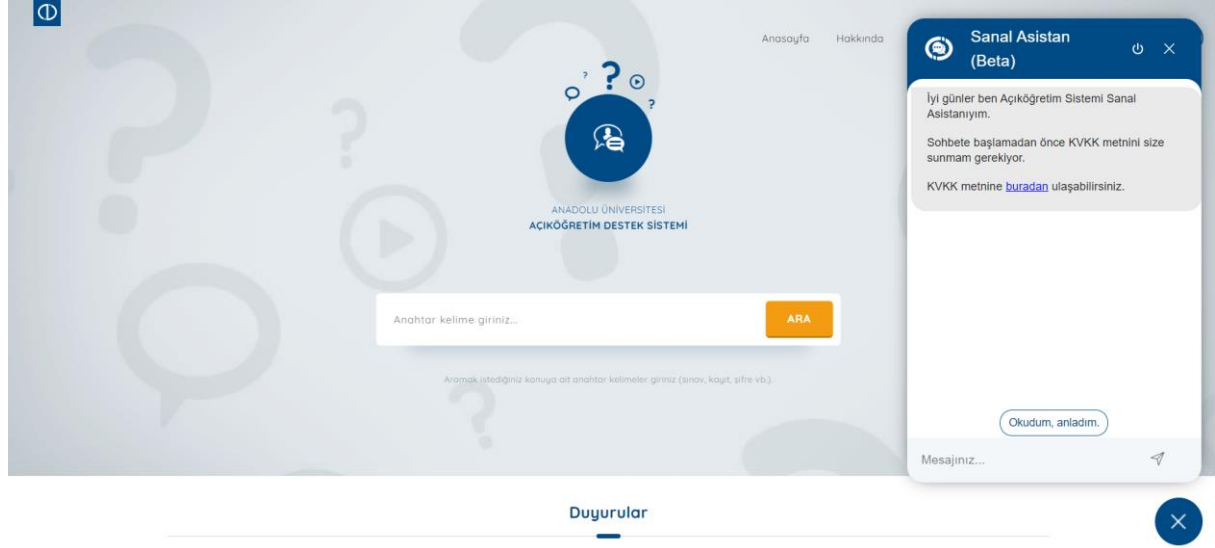 Anasayfa Hakkında
ANADOLU ÜNİVERSİTESİ
AÇIKÖĞRETİM DESTEK SİSTEMİ
Anahtar kelime giriniz...
ARA
Aramak istediğiniz konuya ait anahtar kelimeler giriniz (sınav, kayıt, şifre vb.)
Sanal Asistan
(Beta)
İyi günler ben Açıköğretim Sistemi Sanal
Asistanıyım.
Sohbete başlamadan önce KVKK metnini size
sunmam gerekiyor.
KVKK metnine buradan ulaşabilirsiniz.
Okudum, anladım.
Mesajınız...
Duyurular